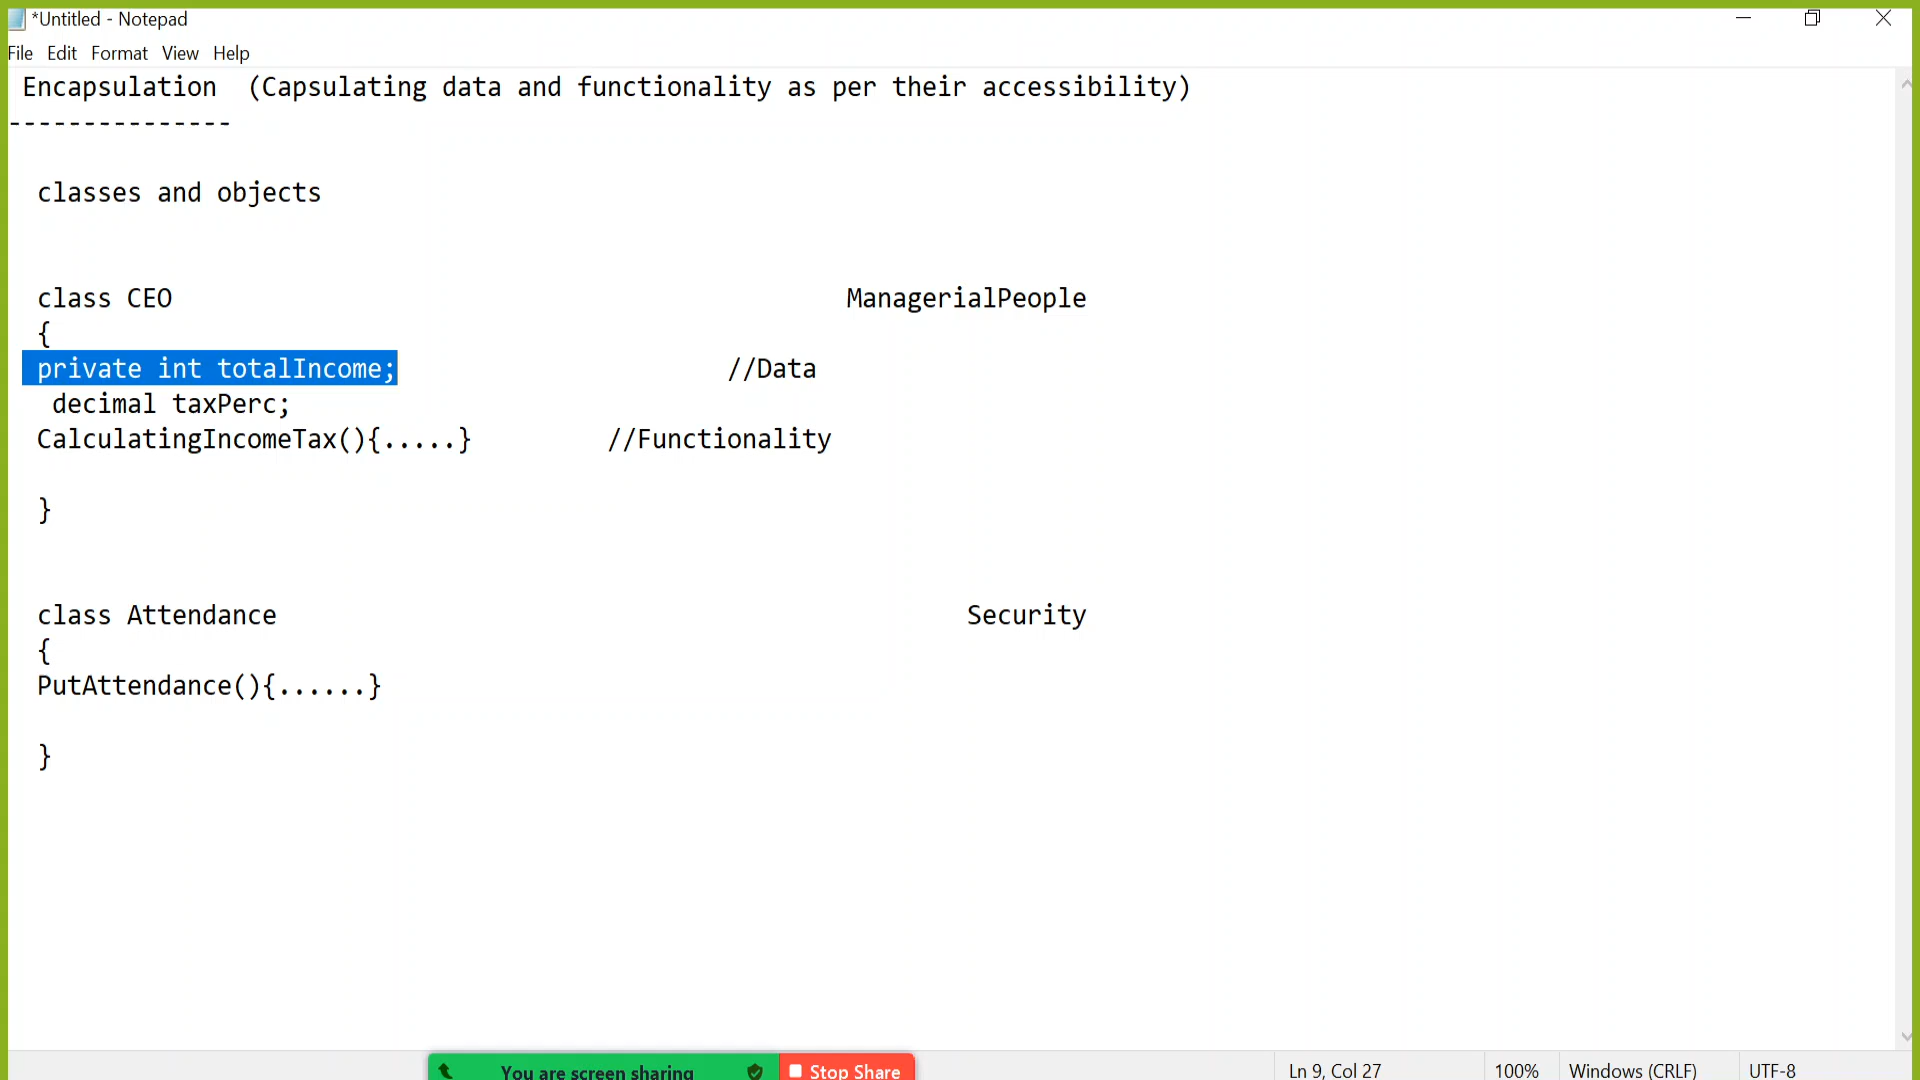 *Untitled - Notepad
File Edit Format View Help
Encapsulation (Capsulating data and functionality as per their accessibility)
---------------
classes and objects
class CEO ManagerialPeople
{
private int totalIncome; //Data
decimal taxPerc;
CalculatingIncomeTax(){.....} //Functionality
}
class Attendance Security
{
PutAttendance(){......}
}
You are screen sharing Stop Share Ln 9, Col 27 100% Windows (CRLF) UTF-8